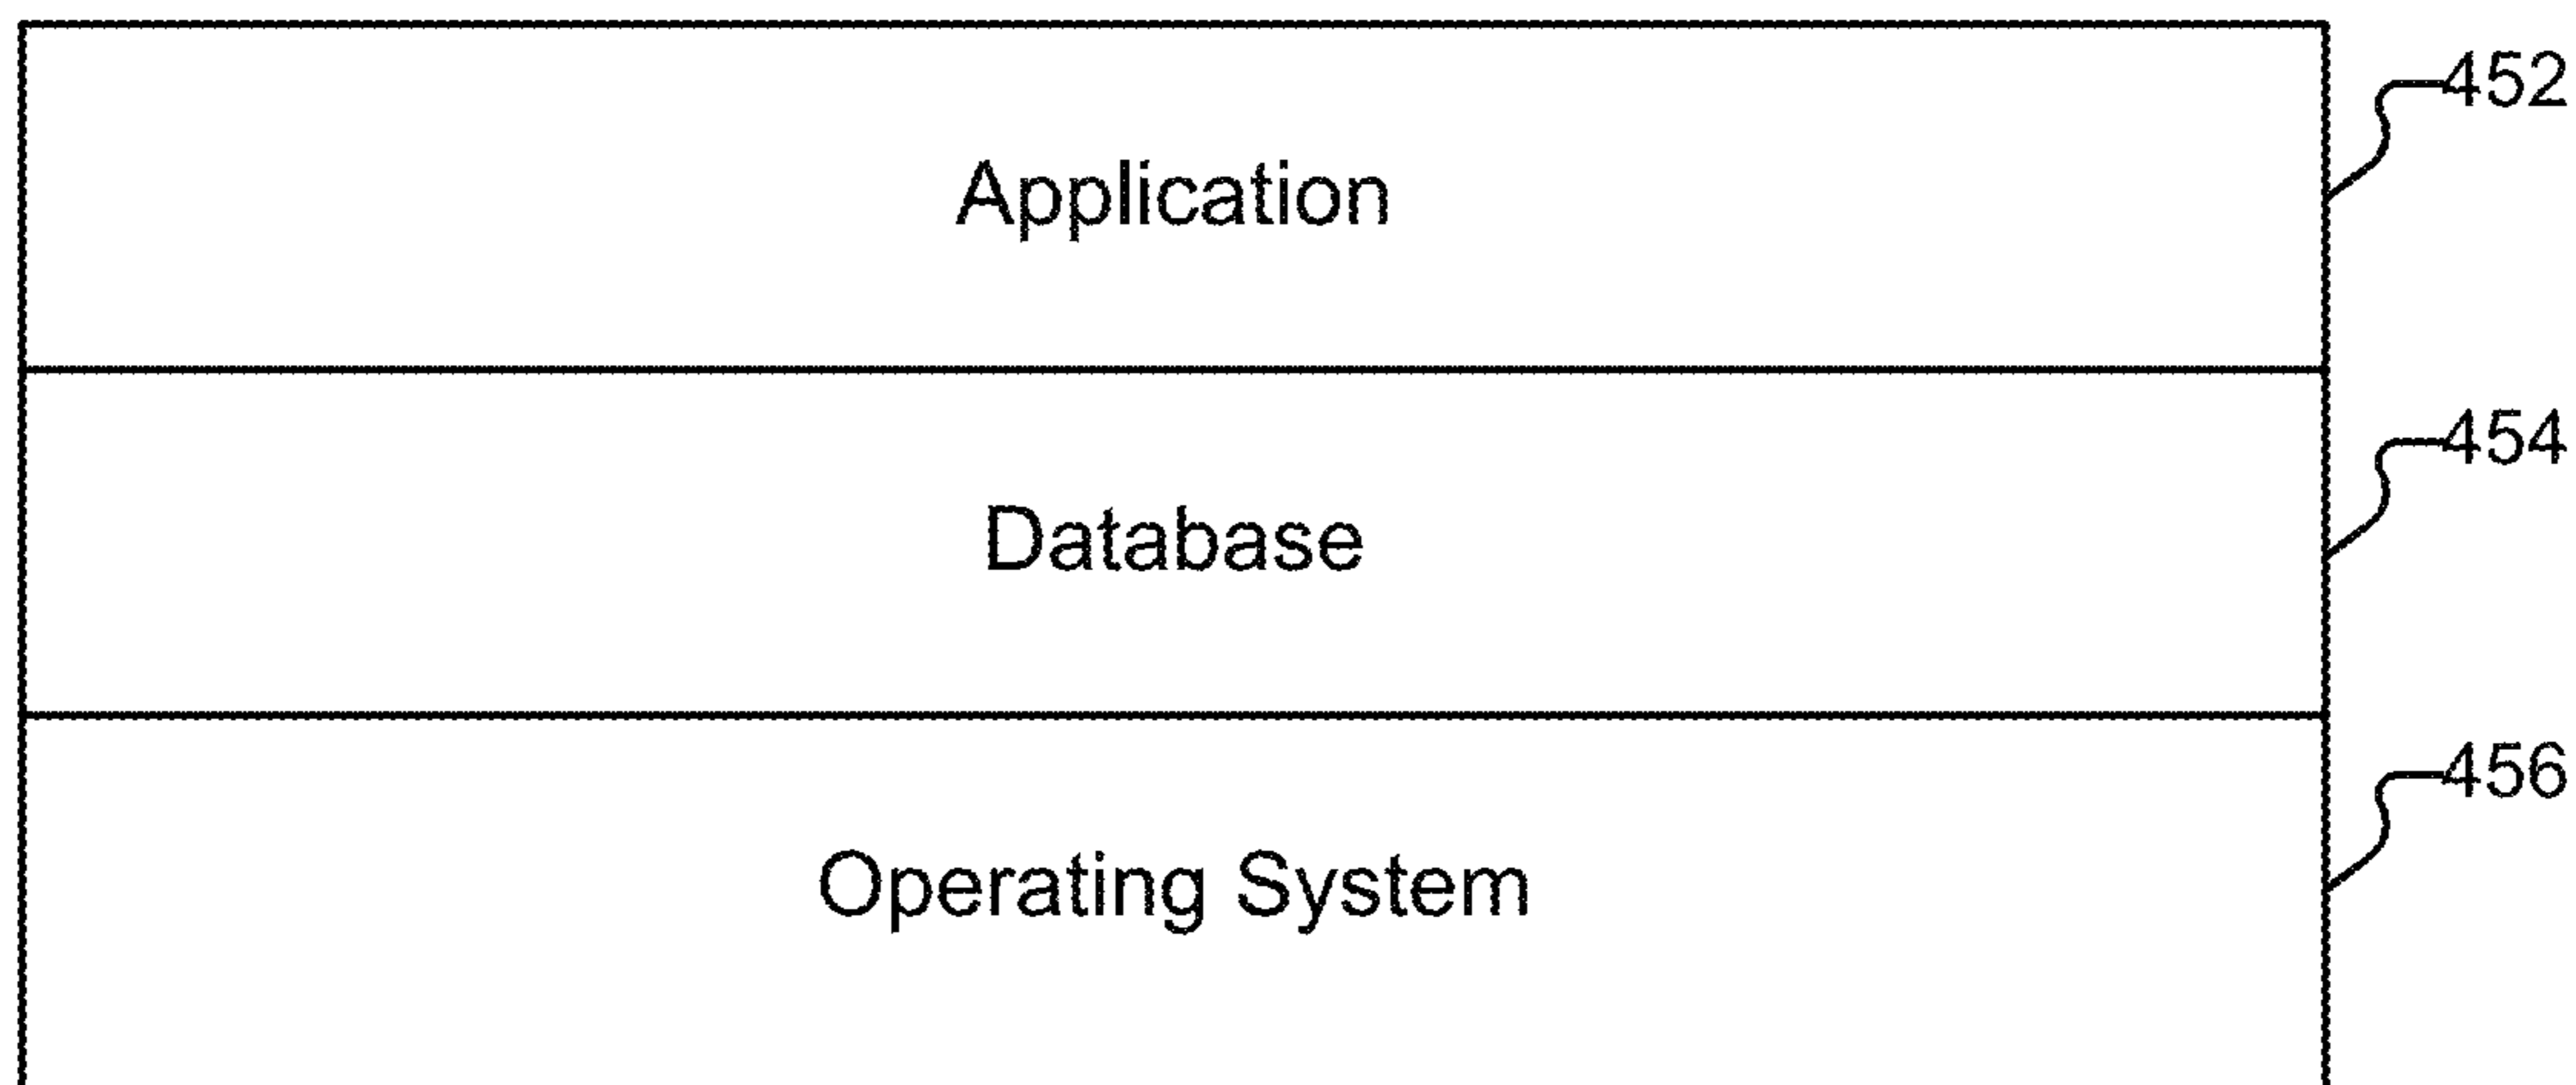 452
Application
454
Database
456
Operating System